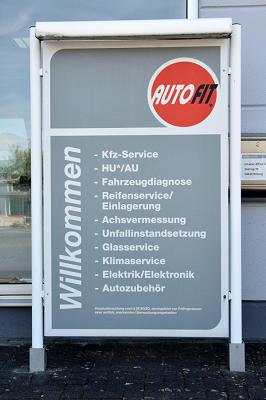 AUTOFIT
Willkommen
- Kfz-Service
- HU*/AU
- Fahrzeugdiagnose
- Reifenservice/
Einlagerung
- Achsvermessung
- Unfallinstandsetzung
- Glasservice
- Klimaservice
- Elektrik/Elektronik
- Autozubehör